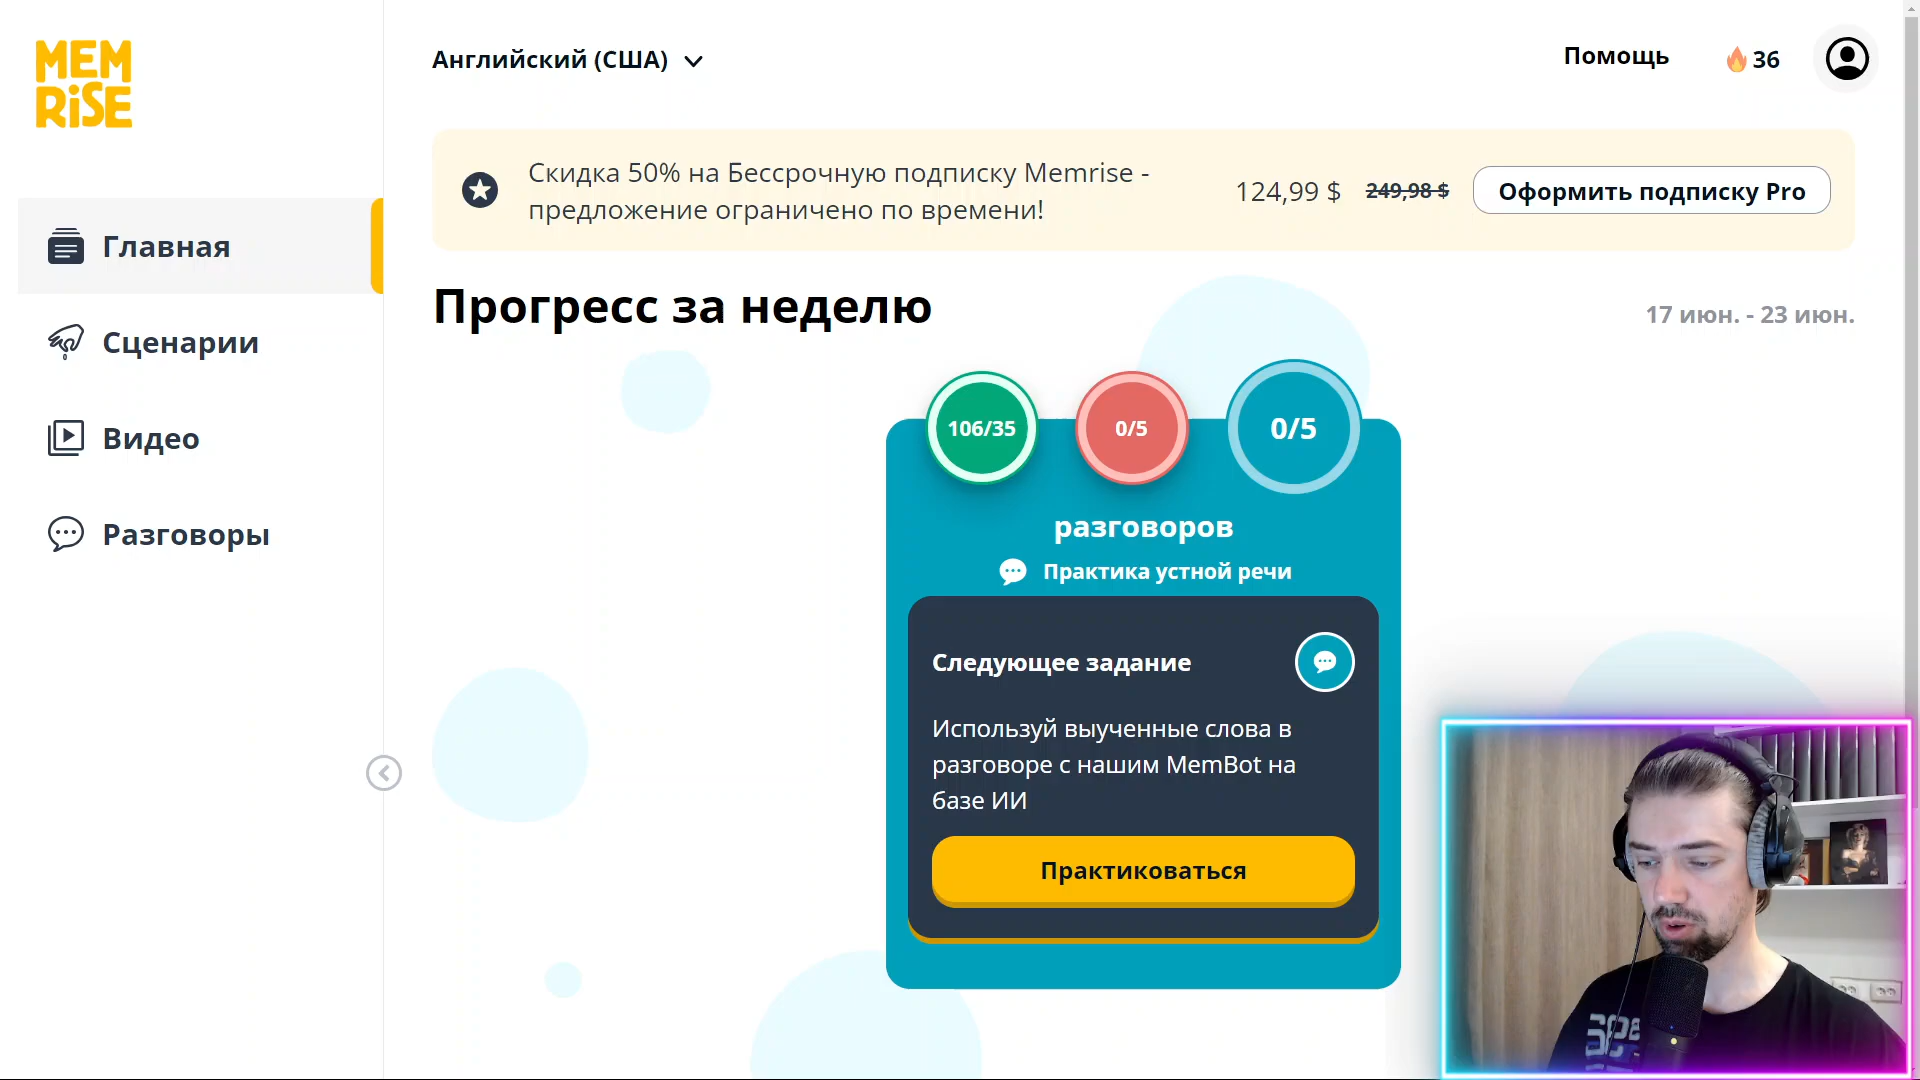 MEM
RiSE
Английский (США)
Помощь
36
Скидка 50% на Бессрочную подписку Memrise -
предложение ограничено по времени!
124,99 $
249,98 $
Оформить подписку Pro
Главная
Сценарии
Видео
Разговоры
Прогресс за неделю
17 июн. - 23 июн.
106/35
0/5
0/5
разговоров
Практика устной речи
Следующее задание
Используй выученные слова в
разговоре с нашим MemBot на
базе ИИ
Практиковаться